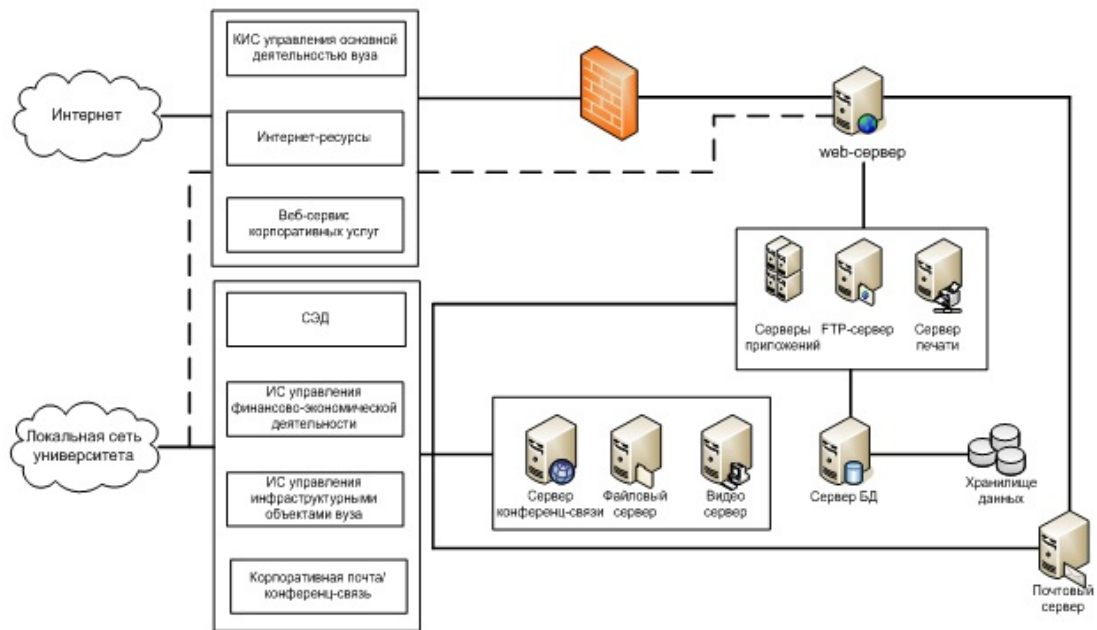 КИС управления основной
деятельностью вуза
Интернет
Интернет-ресурсы
Веб-сервис
корпоративных услуг
web-сервер
СЭД
ИС управления
финансово-экономической
деятельности
Локальная сеть
университета
ИС управления
инфраструктурными
объектами вуза
Корпоративная почта/
конференц-связь
Серверы
приложений
FTP-сервер
Сервер
печати
Сервер
конференц-связи
Файловый
сервер
Видео
сервер
Сервер БД
Хранилище
данных
Почтовый
сервер